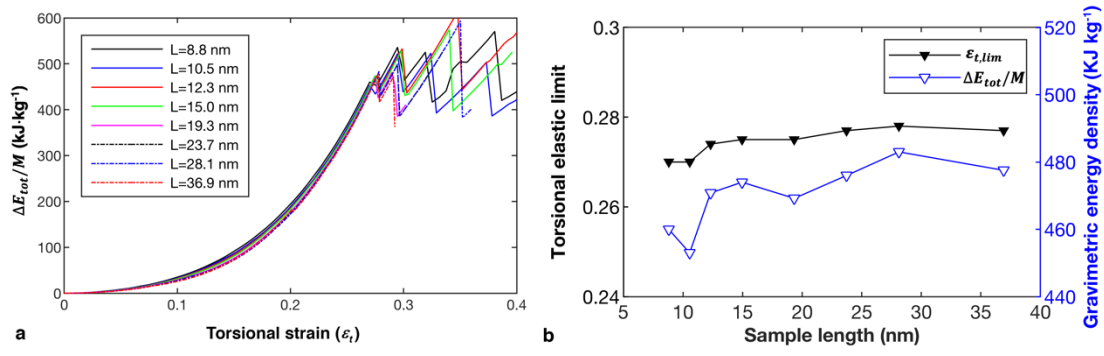 600
500
400
300
200
100
0
ΔE_tot/M (kJ·kg⁻¹)
L=8.8 nm
L=10.5 nm
L=12.3 nm
L=15.0 nm
L=19.3 nm
L=23.7 nm
L=28.1 nm
L=36.9 nm
0 0.1 0.2 0.3 0.4
a Torsional strain (ε_t)
0.3
0.28
0.26
0.24
Torsional elastic limit
ε_t,lim
ΔE_tot/M
520
500
480
460
440
Gravimetric energy density (KJ kg⁻¹)
5 10 15 20 25 30 35 40
b Sample length (nm)